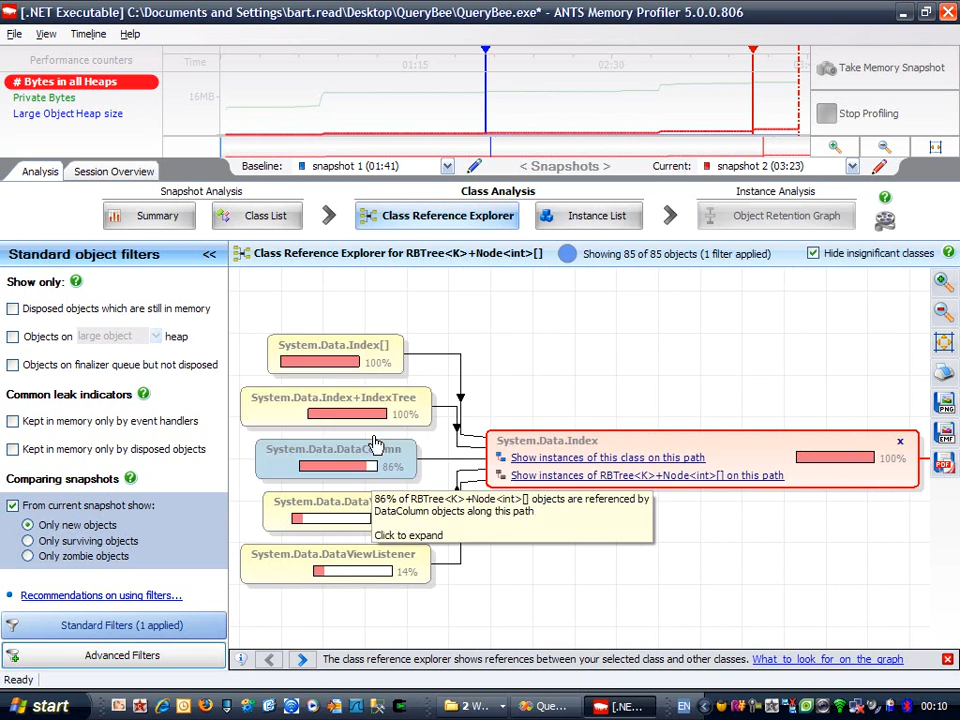 [.NET Executable] C:\Documents and Settings\bart.read\Desktop\QueryBee\QueryBee.exe* - ANTS Memory Profiler 5.0.0.806
File View Timeline Help
Performance counters
# Bytes in all Heaps
Private Bytes
Large Object Heap size
Time
01:15
02:30
16MB
Take Memory Snapshot
Stop Profiling
Analysis
Session Overview
Baseline: snapshot 1 (01:41)
< Snapshots >
Current: snapshot 2 (03:23)
Snapshot Analysis
Class Analysis
Instance Analysis
Summary
Class List
Class Reference Explorer
Instance List
Object Retention Graph
Standard object filters <<
Show only:
Disposed objects which are still in memory
Objects on large object heap
Objects on finalizer queue but not disposed
Common leak indicators
Kept in memory only by event handlers
Kept in memory only by disposed objects
Comparing snapshots
From current snapshot show:
Only new objects
Only surviving objects
Only zombie objects
Recommendations on using filters...
Standard Filters (1 applied)
Advanced Filters
Class Reference Explorer for RBTree<K>+Node<int>[]
Showing 85 of 85 objects (1 filter applied)
Hide insignificant classes
System.Data.Index[]
100%
System.Data.Index+IndexTree
100%
System.Data.DataColumn
86%
System.Data.Data
System.Data.DataViewListener
14%
86% of RBTree<K>+Node<int>[] objects are referenced by
DataColumn objects along this path
Click to expand
System.Data.Index
x
Show instances of this class on this path
Show instances of RBTree<K>+Node<int>[] on this path
100%
PNG
EMF
PDF
The class reference explorer shows references between your selected class and other classes. What to look for on the graph
Ready
start
2 W...
Que...
[.NE...
EN
00:10